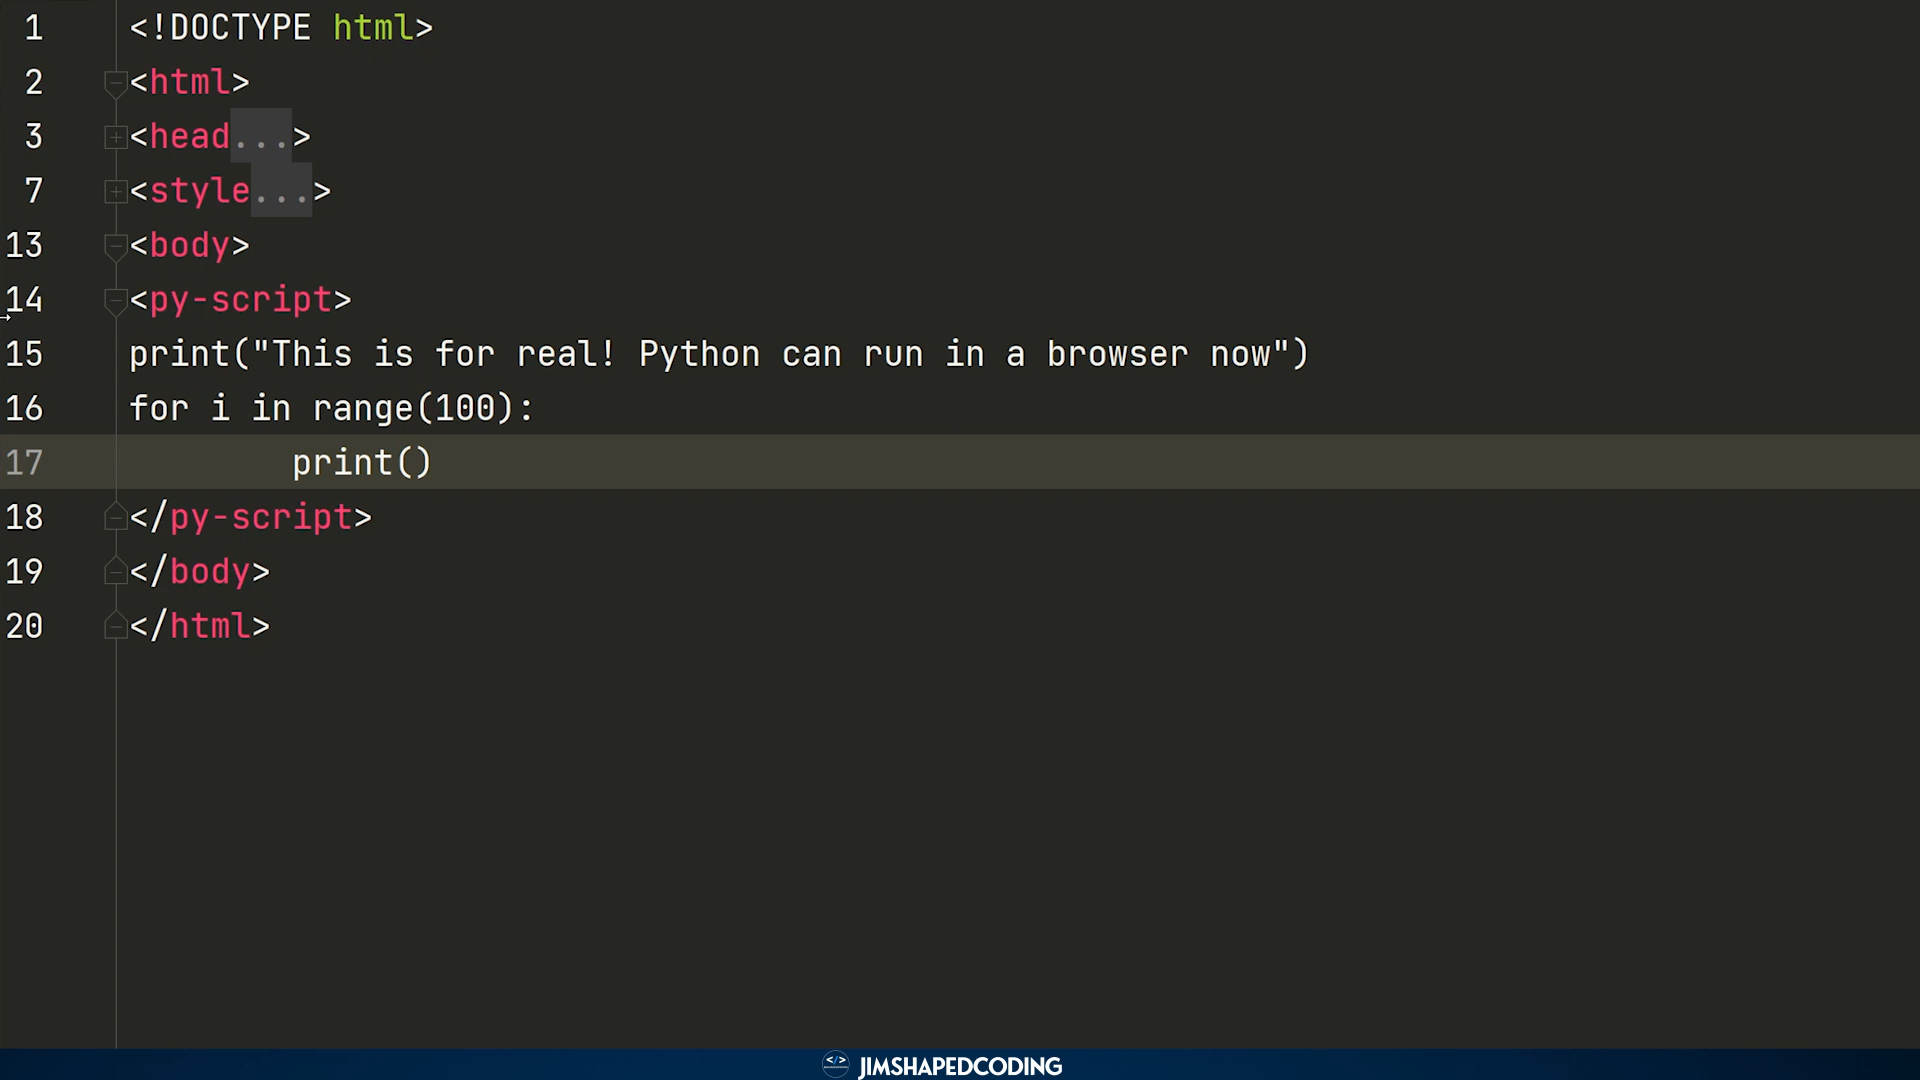 1 <!DOCTYPE html>
2 <html>
3 <head...>
7 <style...>
13 <body>
14 <py-script>
15 print("This is for real! Python can run in a browser now")
16 for i in range(100):
17 print()
18 </py-script>
19 </body>
20 </html>
</> JIMSHAPEDCODING